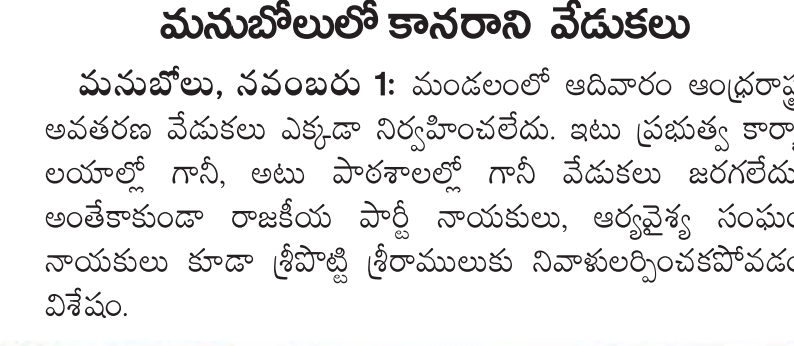 మనుబోలులో కానరాని వేడుకలు
మనుబోలు, నవంబరు 1: మండలంలో ఆదివారం ఆంధ్రరాష్ట్ర
అవతరణ వేడుకలు ఎక్కడా నిర్వహించలేదు. ఇటు ప్రభుత్వ కార్యా
లయాల్లో గానీ, అటు పాఠశాలల్లో గానీ వేడుకలు జరగలేదు
అంతేకాకుండా రాజకీయ పార్టీ నాయకులు, ఆర్యవైశ్య సంఘం
నాయకులు కూడా శ్రీపొట్టి శ్రీరాములుకు నివాళులర్పించకపోవడం
విశేషం.